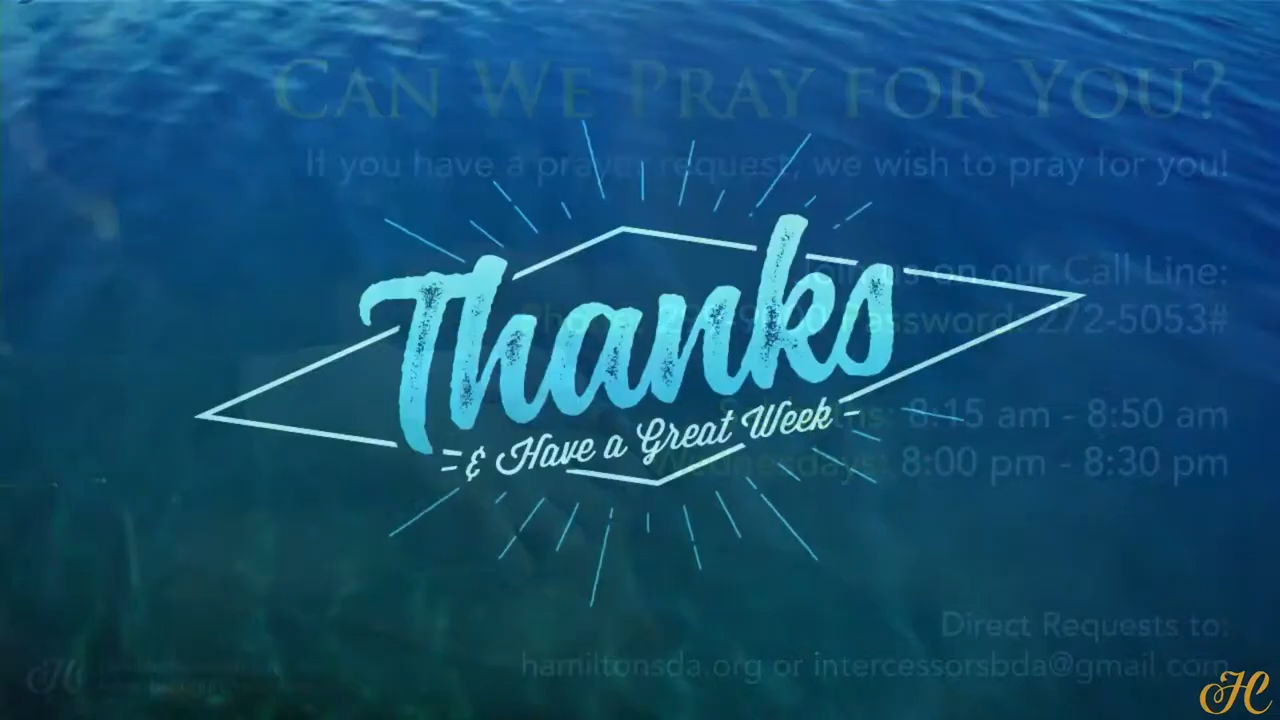 CAN WE PRAY FOR YOU?
If you have a prayer request, we wish to pray for you!
Thanks
& Have a Great Week
Join us on our Call Line:
Password: 272-5053#
8:15 am - 8:50 am
Wednesdays: 8:00 pm - 8:30 pm
Direct Requests to:
hamiltonsda.org or intercessorsbda@gmail.com
HC